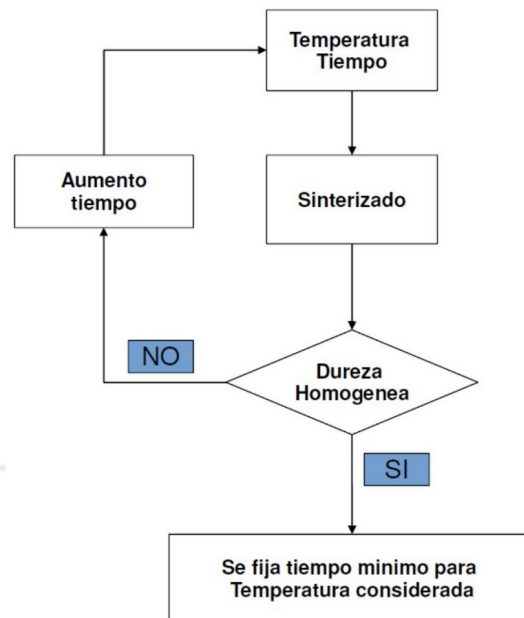 Temperatura
Tiempo
Aumento
tiempo
Sinterizado
NO
Dureza
Homogenea
SI
Se fija tiempo minimo para
Temperatura considerada